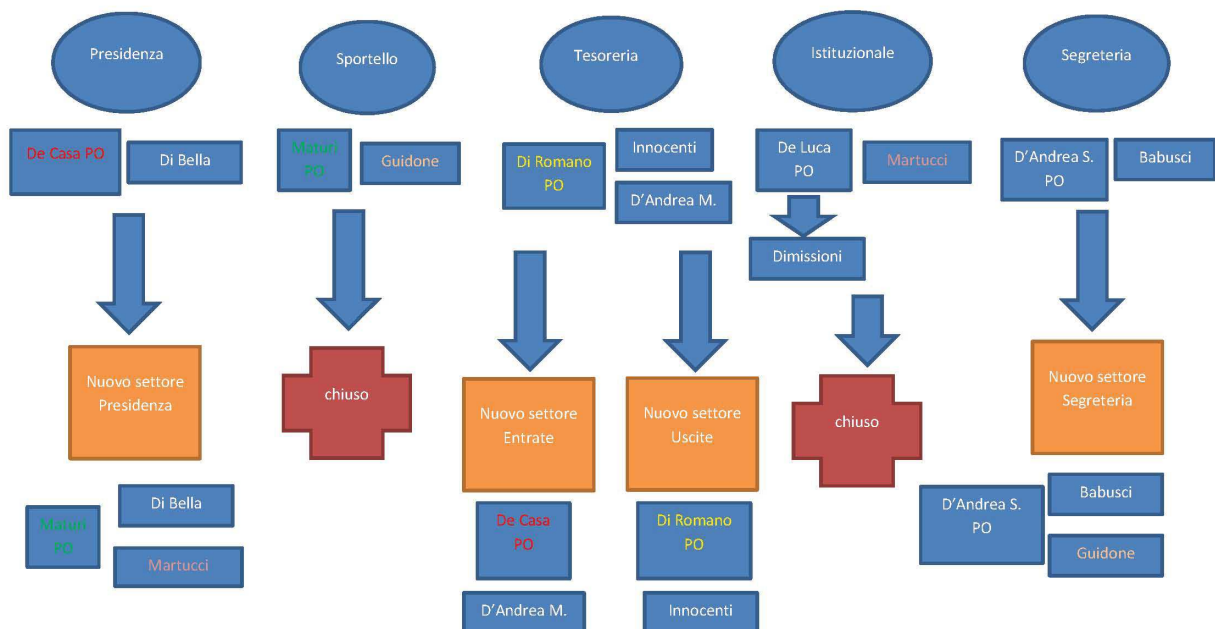 Presidenza
Sportello
Tesoreria
Istituzionale
Segreteria
De Casa PO
Di Bella
Maturi
PO
Guidone
Di Romano
PO
Innocenti
D'Andrea M.
De Luca
PO
Martucci
D'Andrea S.
PO
Babusci
Dimissioni
Nuovo settore
Presidenza
chiuso
Nuovo settore
Entrate
Nuovo settore
Uscite
chiuso
Nuovo settore
Segreteria
Maturi
PO
Di Bella
Martucci
De Casa
PO
D'Andrea M.
Di Romano
PO
Innocenti
D'Andrea S.
PO
Babusci
Guidone